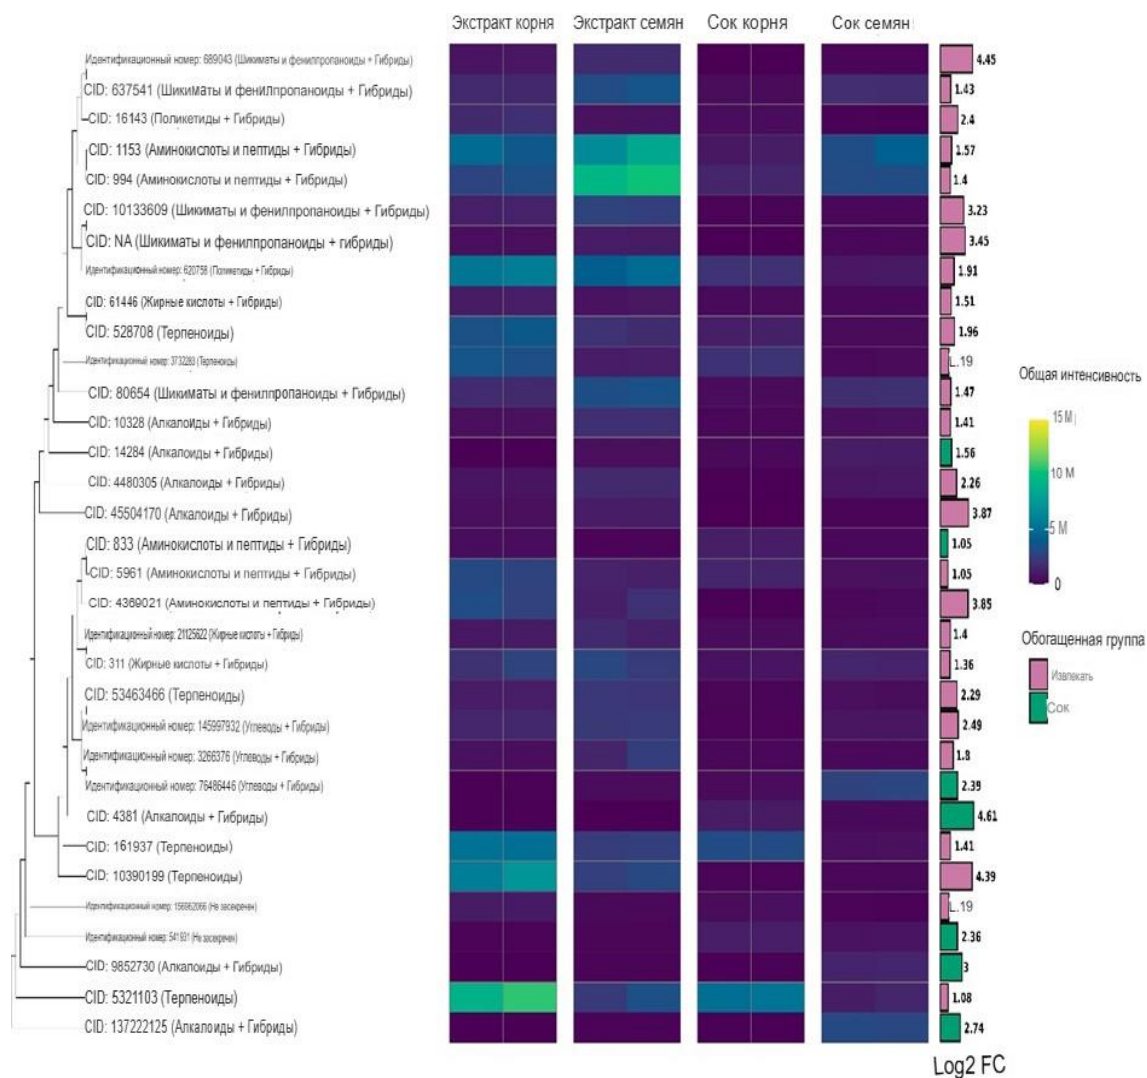 Экстракт корня Экстракт семян Сок корня Сок семян
Идентификационный номер: 689043 (Шикиматы и фенилпропаноиды + Гибриды) 4.45
CID: 637541 (Шикиматы и фенилпропаноиды + Гибриды) 1.43
CID: 16143 (Поликетиды + Гибриды) 2.4
CID: 1153 (Аминокислоты и пептиды + Гибриды) 1.57
CID: 994 (Аминокислоты и пептиды + Гибриды) 1.4
CID: 10133609 (Шикиматы и фенилпропаноиды + Гибриды) 3.23
CID: NA (Шикиматы и фенилпропаноиды + гибриды) 3.45
Идентификационный номер: 620758 (Поликетиды + Гибриды) 1.91
CID: 61446 (Жирные кислоты + Гибриды) 1.51
CID: 528708 (Терпеноиды) 1.96
Идентификационный номер: 3732283 (Терпеноиды) L.19
CID: 80654 (Шикиматы и фенилпропаноиды + Гибриды) 1.47
CID: 10328 (Алкалоиды + Гибриды) 1.41
CID: 14284 (Алкалоиды + Гибриды) 1.56
CID: 4480305 (Алкалоиды + Гибриды) 2.26
CID: 45504170 (Алкалоиды + Гибриды) 3.87
CID: 833 (Аминокислоты и пептиды + Гибриды) 1.05
CID: 5961 (Аминокислоты и пептиды + Гибриды) 1.05
CID: 4369021 (Аминокислоты и пептиды + Гибриды) 3.85
Идентификационный номер: 21125622 (Жирные кислоты + Гибриды) 1.4
CID: 311 (Жирные кислоты + Гибриды) 1.36
CID: 53463466 (Терпеноиды) 2.29
Идентификационный номер: 145997932 (Углеводы + Гибриды) 2.49
Идентификационный номер: 3266376 (Углеводы + Гибриды) 1.8
Идентификационный номер: 76486446 (Углеводы + Гибриды) 2.39
CID: 4381 (Алкалоиды + Гибриды) 4.61
CID: 161937 (Терпеноиды) 1.41
CID: 10390199 (Терпеноиды) 4.39
Идентификационный номер: 156962066 (Не засекречен) L.19
Идентификационный номер: 541931 (Не засекречен) 2.36
CID: 9852730 (Алкалоиды + Гибриды) 3
CID: 5321103 (Терпеноиды) 1.08
CID: 137222125 (Алкалоиды + Гибриды) 2.74
Log2 FC
Общая интенсивность
15 M
10 M
5 M
0
Обогащенная группа
Извлекать
Сок